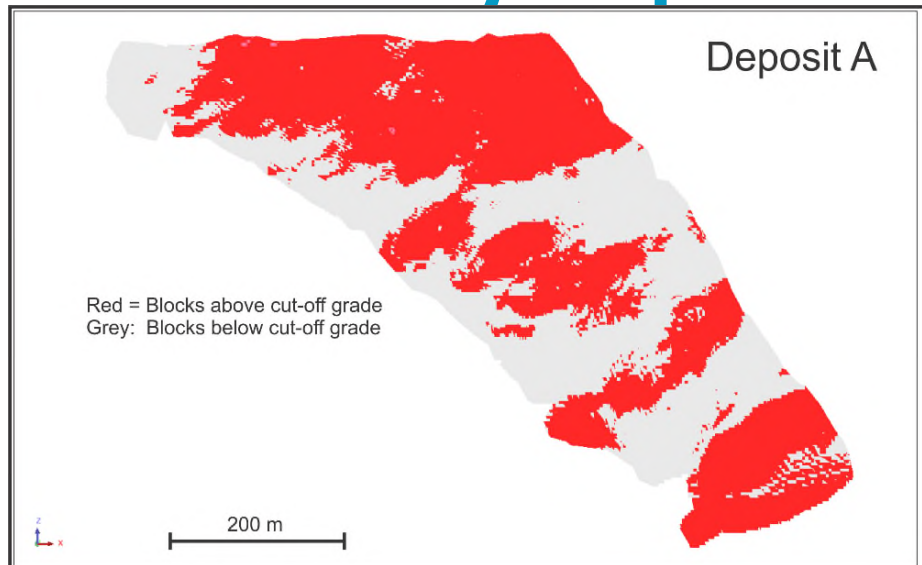 Deposit A
Red = Blocks above cut-off grade
Grey: Blocks below cut-off grade
200 m
z
x